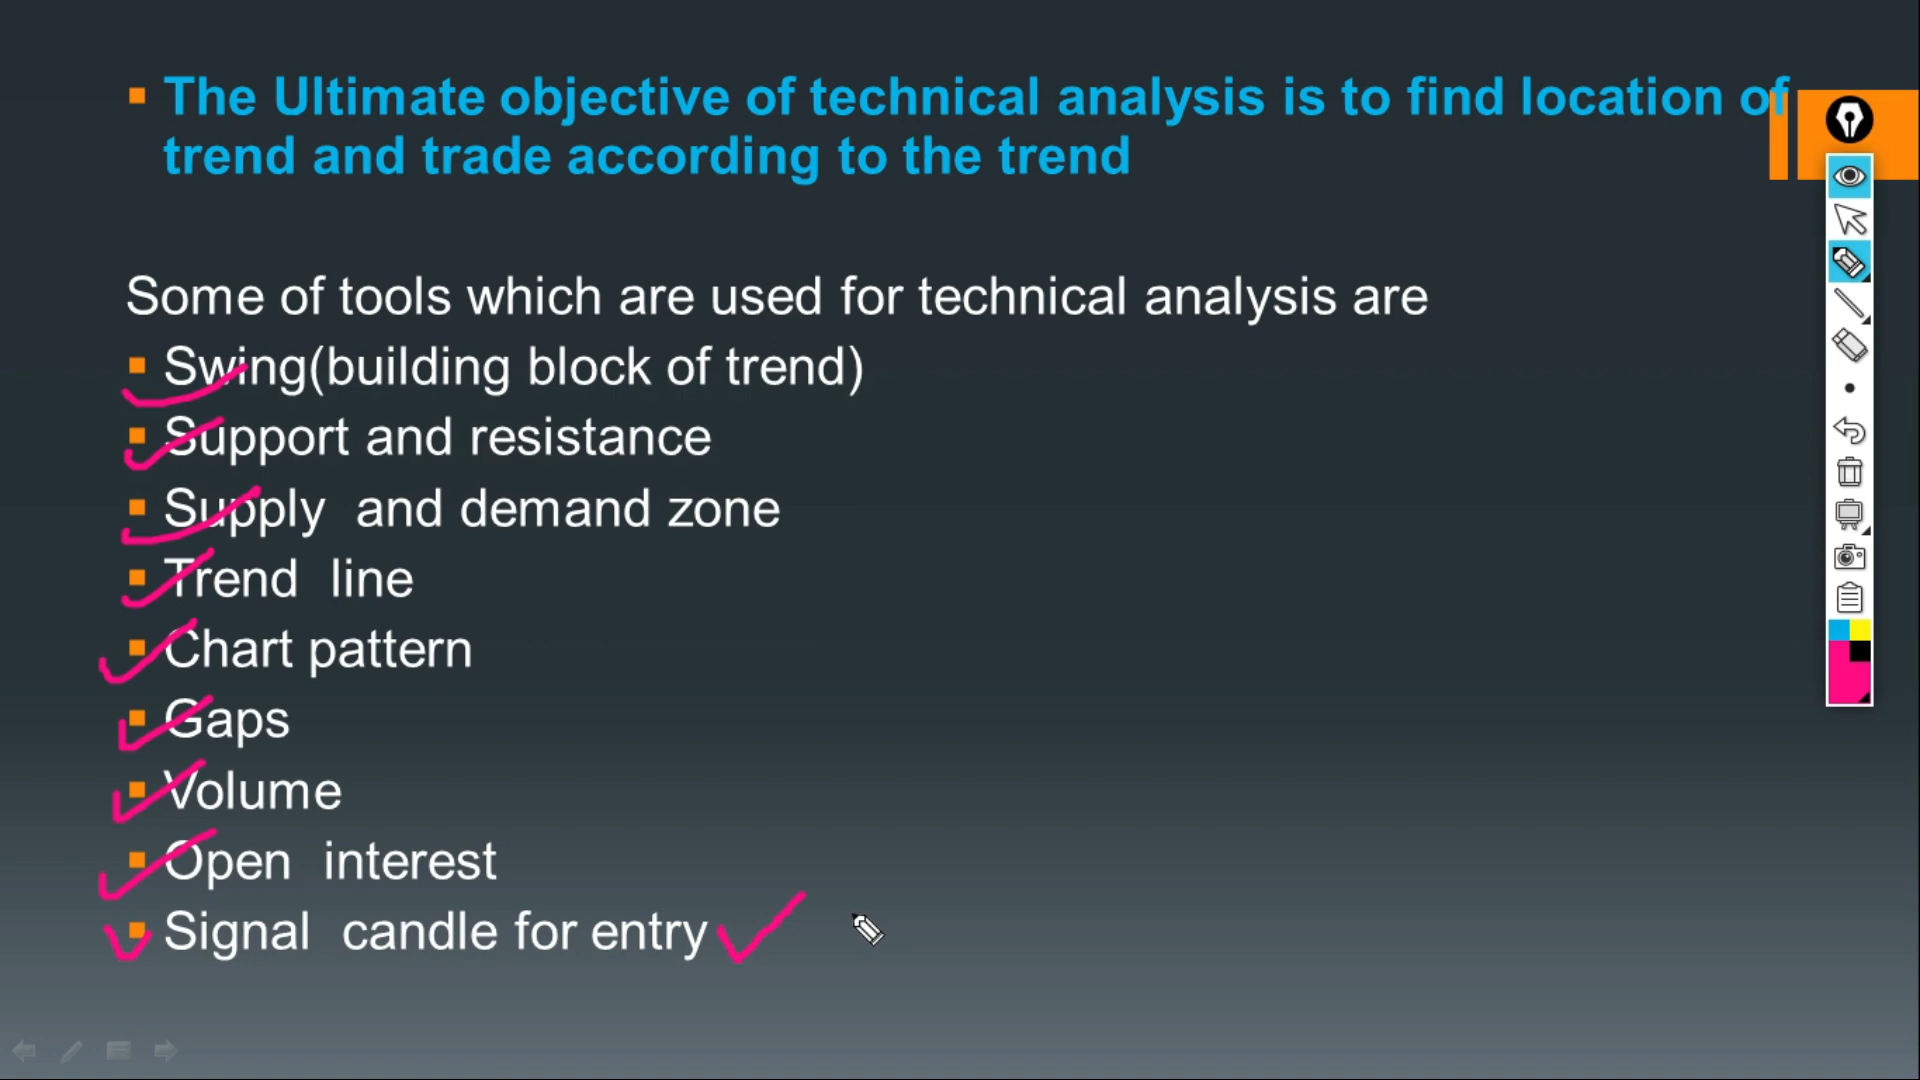 The Ultimate objective of technical analysis is to find location of
trend and trade according to the trend
Some of tools which are used for technical analysis are
Swing(building block of trend)
Support and resistance
Supply and demand zone
Trend line
Chart pattern
Gaps
Volume
Open interest
Signal candle for entry